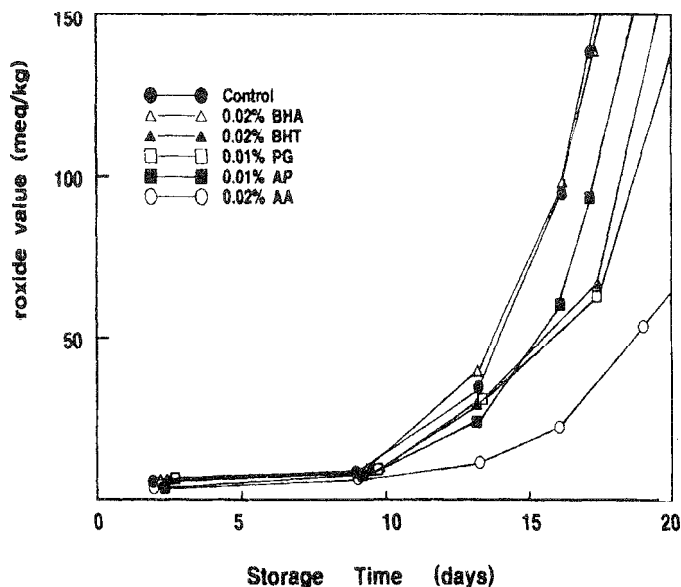 150
100
50
roxide value (meq/kg)
Control
0.02% BHA
0.02% BHT
0.01% PG
0.01% AP
0.02% AA
0 5 10 15 20
Storage Time (days)